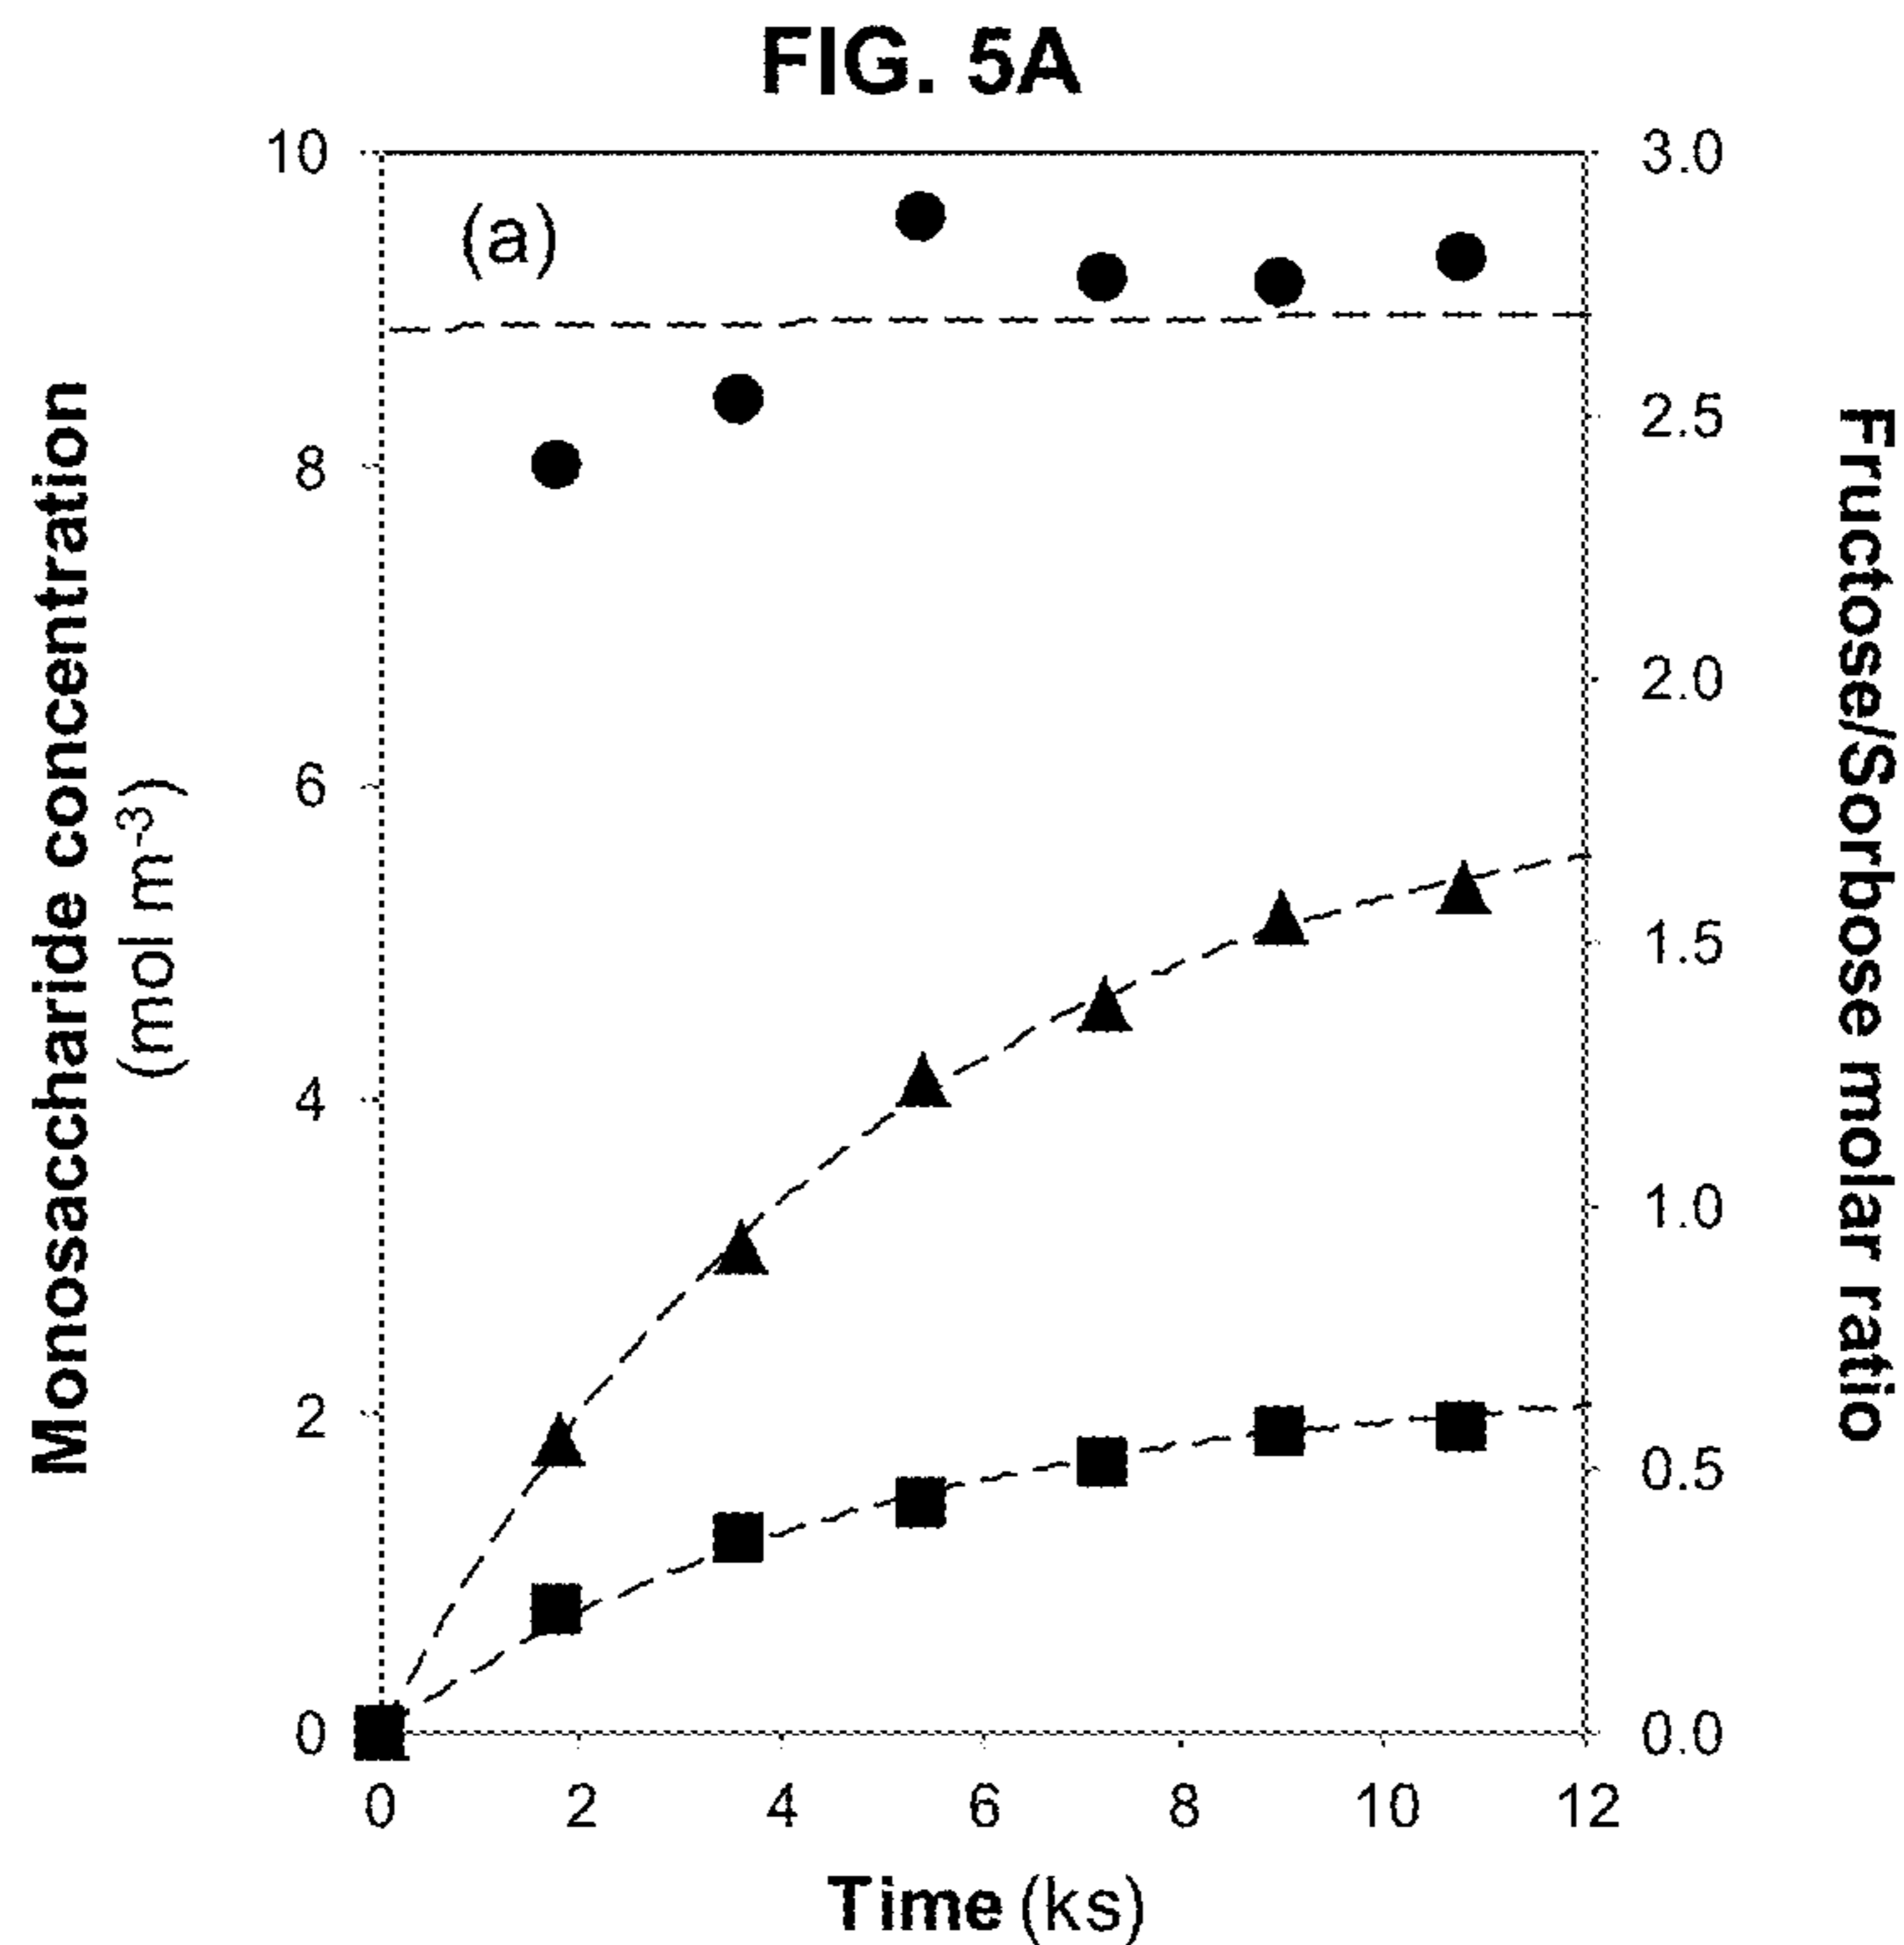 FIG. 5A
(a)
Monosaccharide concentration
(mol m⁻³)
10
8
6
4
2
0
3.0
2.5
2.0
1.5
1.0
0.5
0.0
Fructose/Sorbose molar ratio
0 2 4 6 8 10 12
Time (ks)